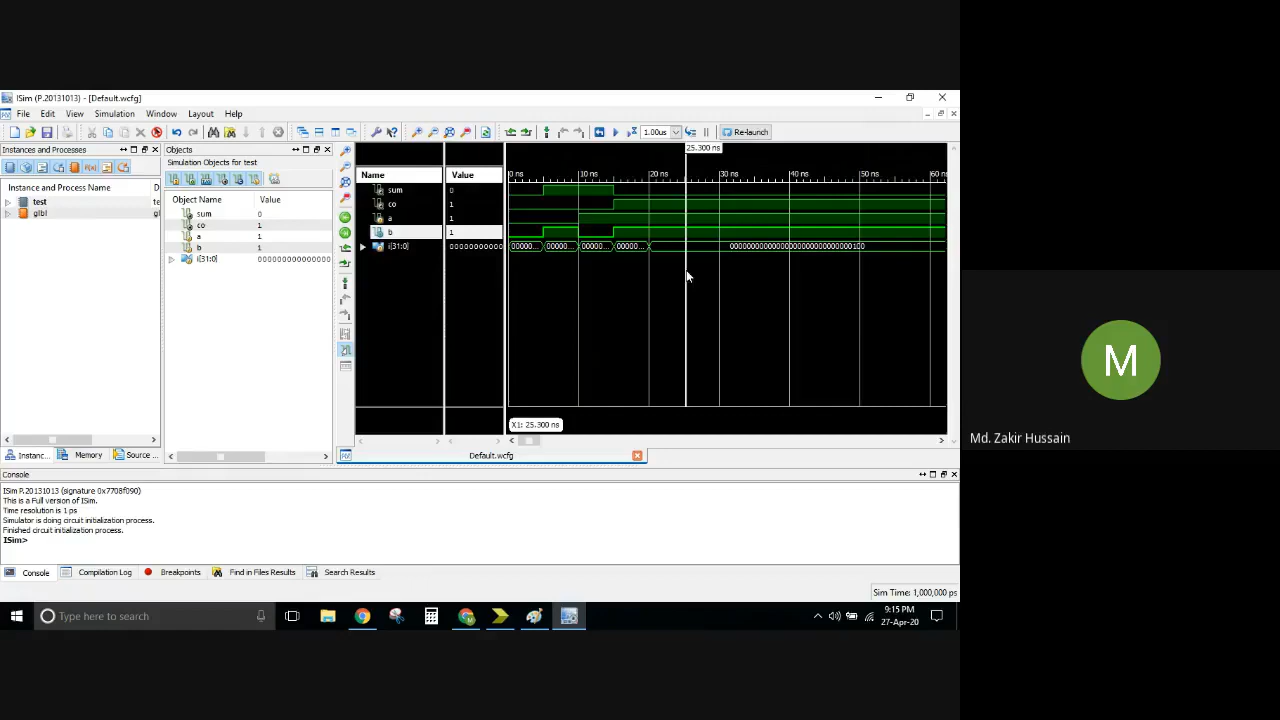 ISim (P.20131013) - [Default.wcfg]
File Edit View Simulation Window Layout Help
1.00us Re-launch
Instances and Processes
Objects
25.300 ns
Simulation Objects for test
Instance and Process Name
test
glbl
Object Name Value
sum 0
co 1
a 1
b 1
i[31:0]
Name Value
sum 0
co 1
a 1
b 1
i[31:0]
0 ns 10 ns 20 ns 30 ns 40 ns 50 ns
00000... 00000... 00000... 00000...
X1: 25.300 ns
Instanc... Memory Source ...
Default.wcfg
Console
ISim P.20131013 (signature 0x7708f090)
This is a Full version of ISim.
Time resolution is 1 ps
Simulator is doing circuit initialization process.
Finished circuit initialization process.
ISim>
Console Compilation Log Breakpoints Find in Files Results Search Results
Sim Time: 1,000,000 ps
Type here to search
9:15 PM
27-Apr-20
M
Md. Zakir Hussain